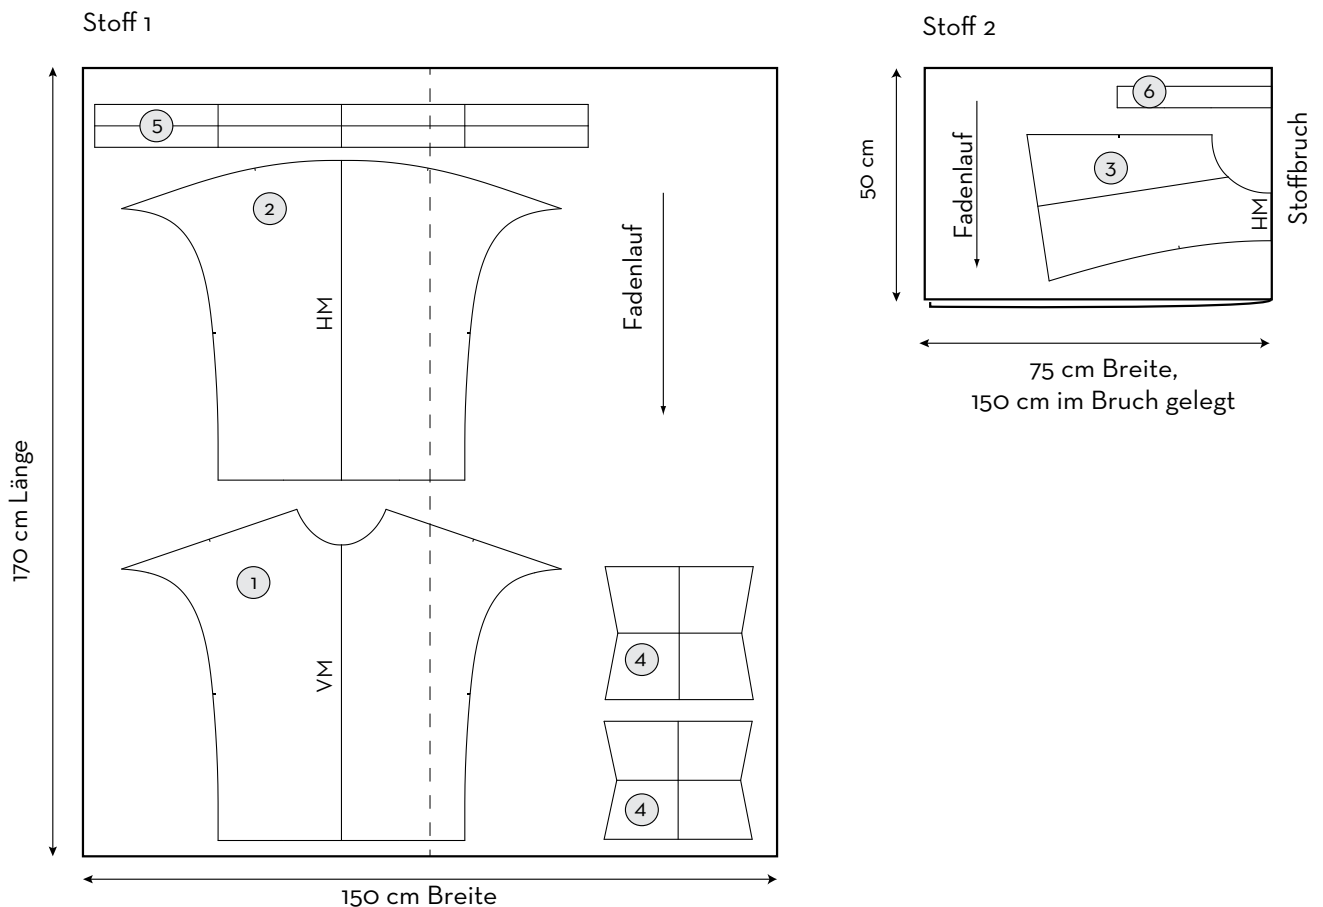 Stoff 1
5
2
HM
Fadenlauf
170 cm Länge
1
VM
4
4
150 cm Breite
Stoff 2
6
50 cm
Fadenlauf
3
HM
Stoffbruch
75 cm Breite,
150 cm im Bruch gelegt